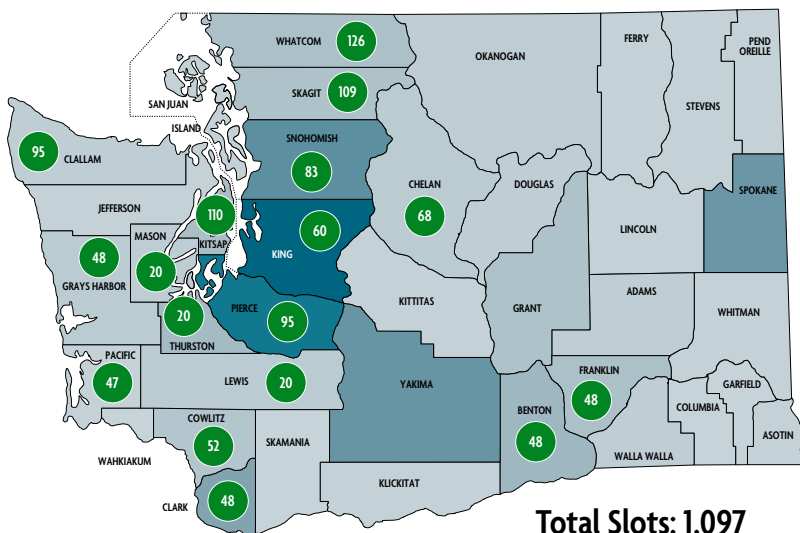 WHATCOM 126
OKANOGAN
FERRY
PEND
OREILLE
SKAGIT 109
STEVENS
SAN JUAN
ISLAND
SNOHOMISH
83
95
CLALLAM
CHELAN
68
DOUGLAS
SPOKANE
JEFFERSON
110
KITSAP
KING
60
LINCOLN
MASON
20
48
GRAYS HARBOR
KITTITAS
GRANT
ADAMS
WHITMAN
PIERCE
95
20
THURSTON
PACIFIC
47
LEWIS 20
YAKIMA
FRANKLIN
48
BENTON
48
COLUMBIA
GARFIELD
ASOTIN
COWLITZ
52
SKAMANIA
WALLA WALLA
WAHKIAKUM
KLICKITAT
CLARK 48
Total Slots: 1,097